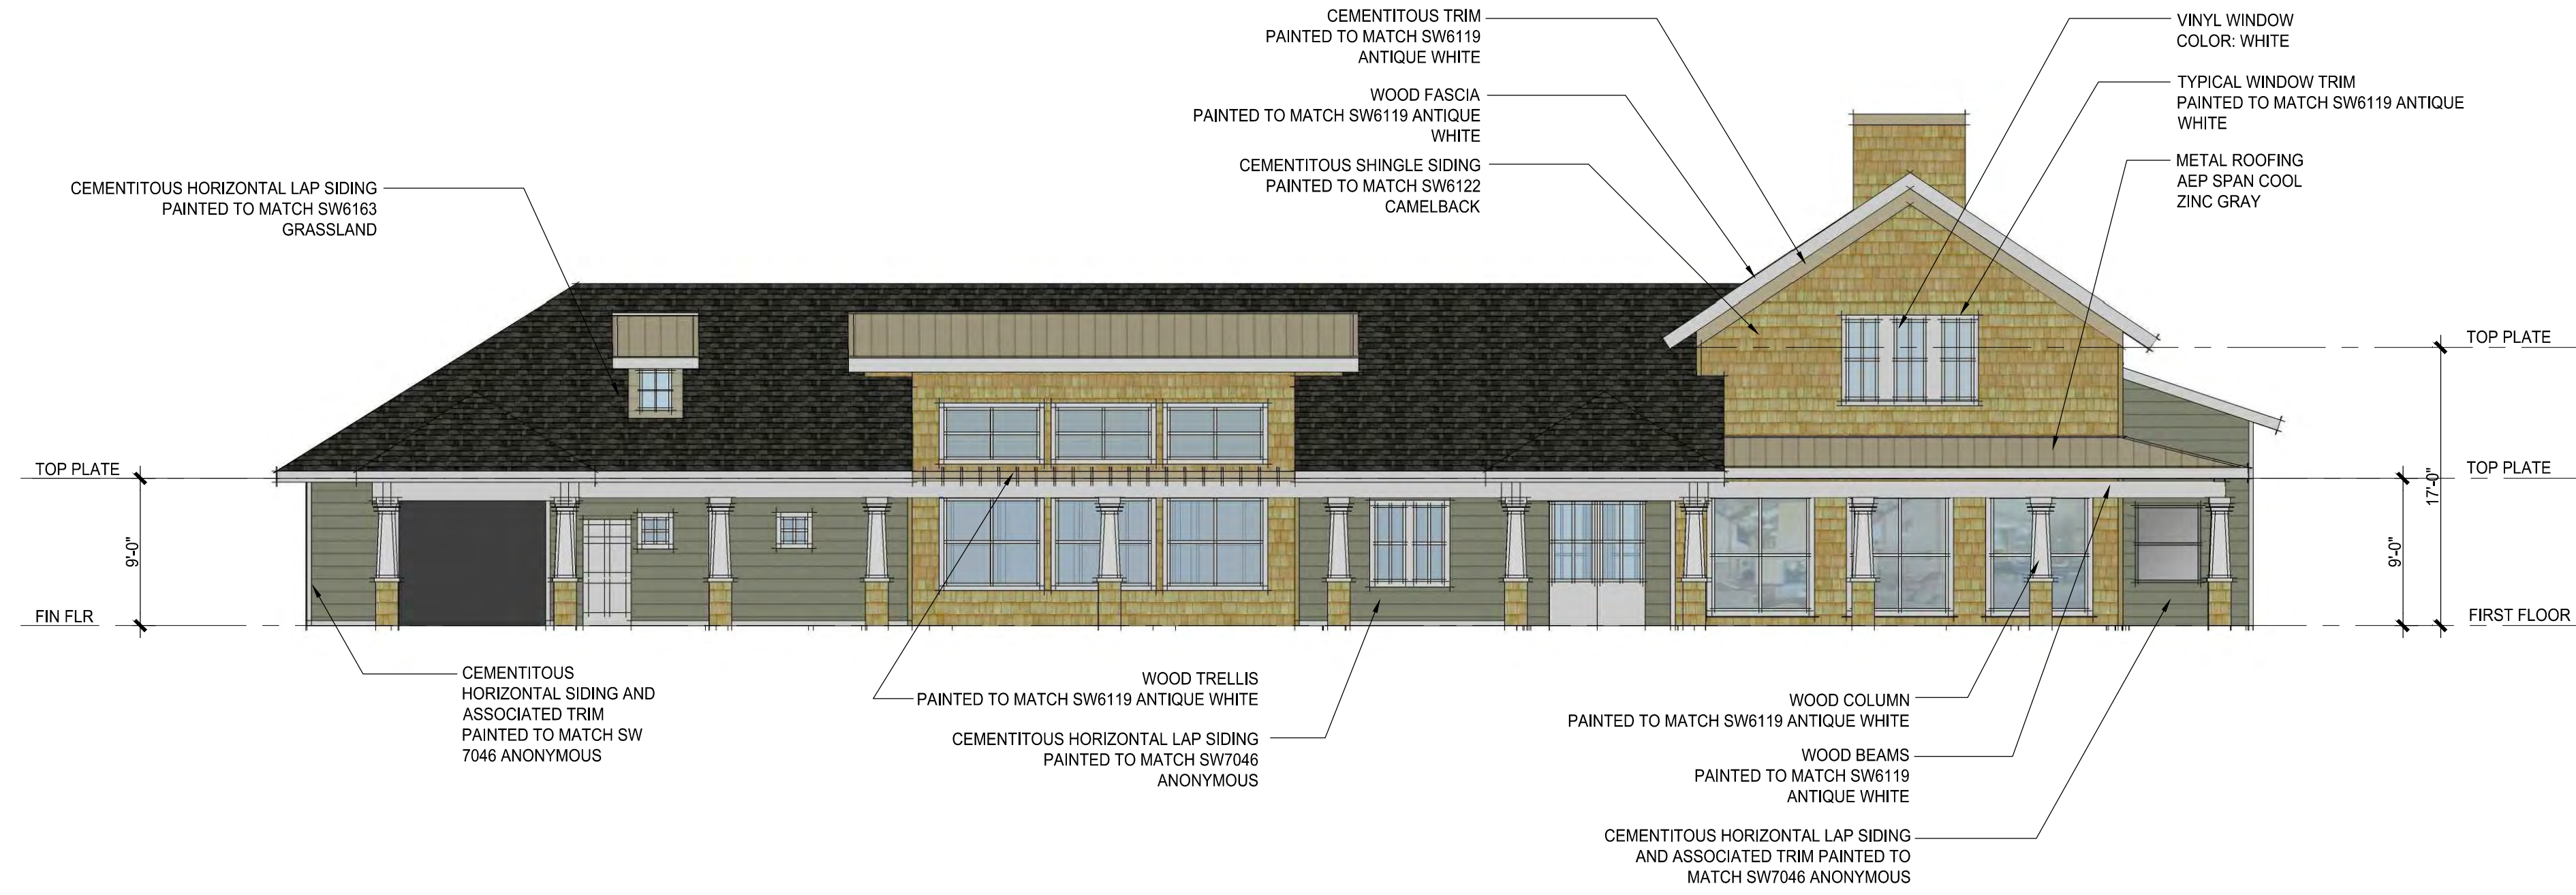 CEMENTITOUS TRIM
PAINTED TO MATCH SW6119
ANTIQUE WHITE
WOOD FASCIA
PAINTED TO MATCH SW6119 ANTIQUE
WHITE
CEMENTITOUS SHINGLE SIDING
PAINTED TO MATCH SW6122
CAMELBACK
VINYL WINDOW
COLOR: WHITE
TYPICAL WINDOW TRIM
PAINTED TO MATCH SW6119 ANTIQUE
WHITE
METAL ROOFING
AEP SPAN COOL
ZINC GRAY
CEMENTITOUS HORIZONTAL LAP SIDING
PAINTED TO MATCH SW6163
GRASSLAND
TOP PLATE
9'-0"
FIN FLR
TOP PLATE
TOP PLATE
17'-0"
9'-0"
FIRST FLOOR
CEMENTITOUS
HORIZONTAL SIDING AND
ASSOCIATED TRIM
PAINTED TO MATCH SW
7046 ANONYMOUS
WOOD TRELLIS
PAINTED TO MATCH SW6119 ANTIQUE WHITE
CEMENTITOUS HORIZONTAL LAP SIDING
PAINTED TO MATCH SW7046
ANONYMOUS
WOOD COLUMN
PAINTED TO MATCH SW6119 ANTIQUE WHITE
WOOD BEAMS
PAINTED TO MATCH SW6119
ANTIQUE WHITE
CEMENTITOUS HORIZONTAL LAP SIDING
AND ASSOCIATED TRIM PAINTED TO
MATCH SW7046 ANONYMOUS